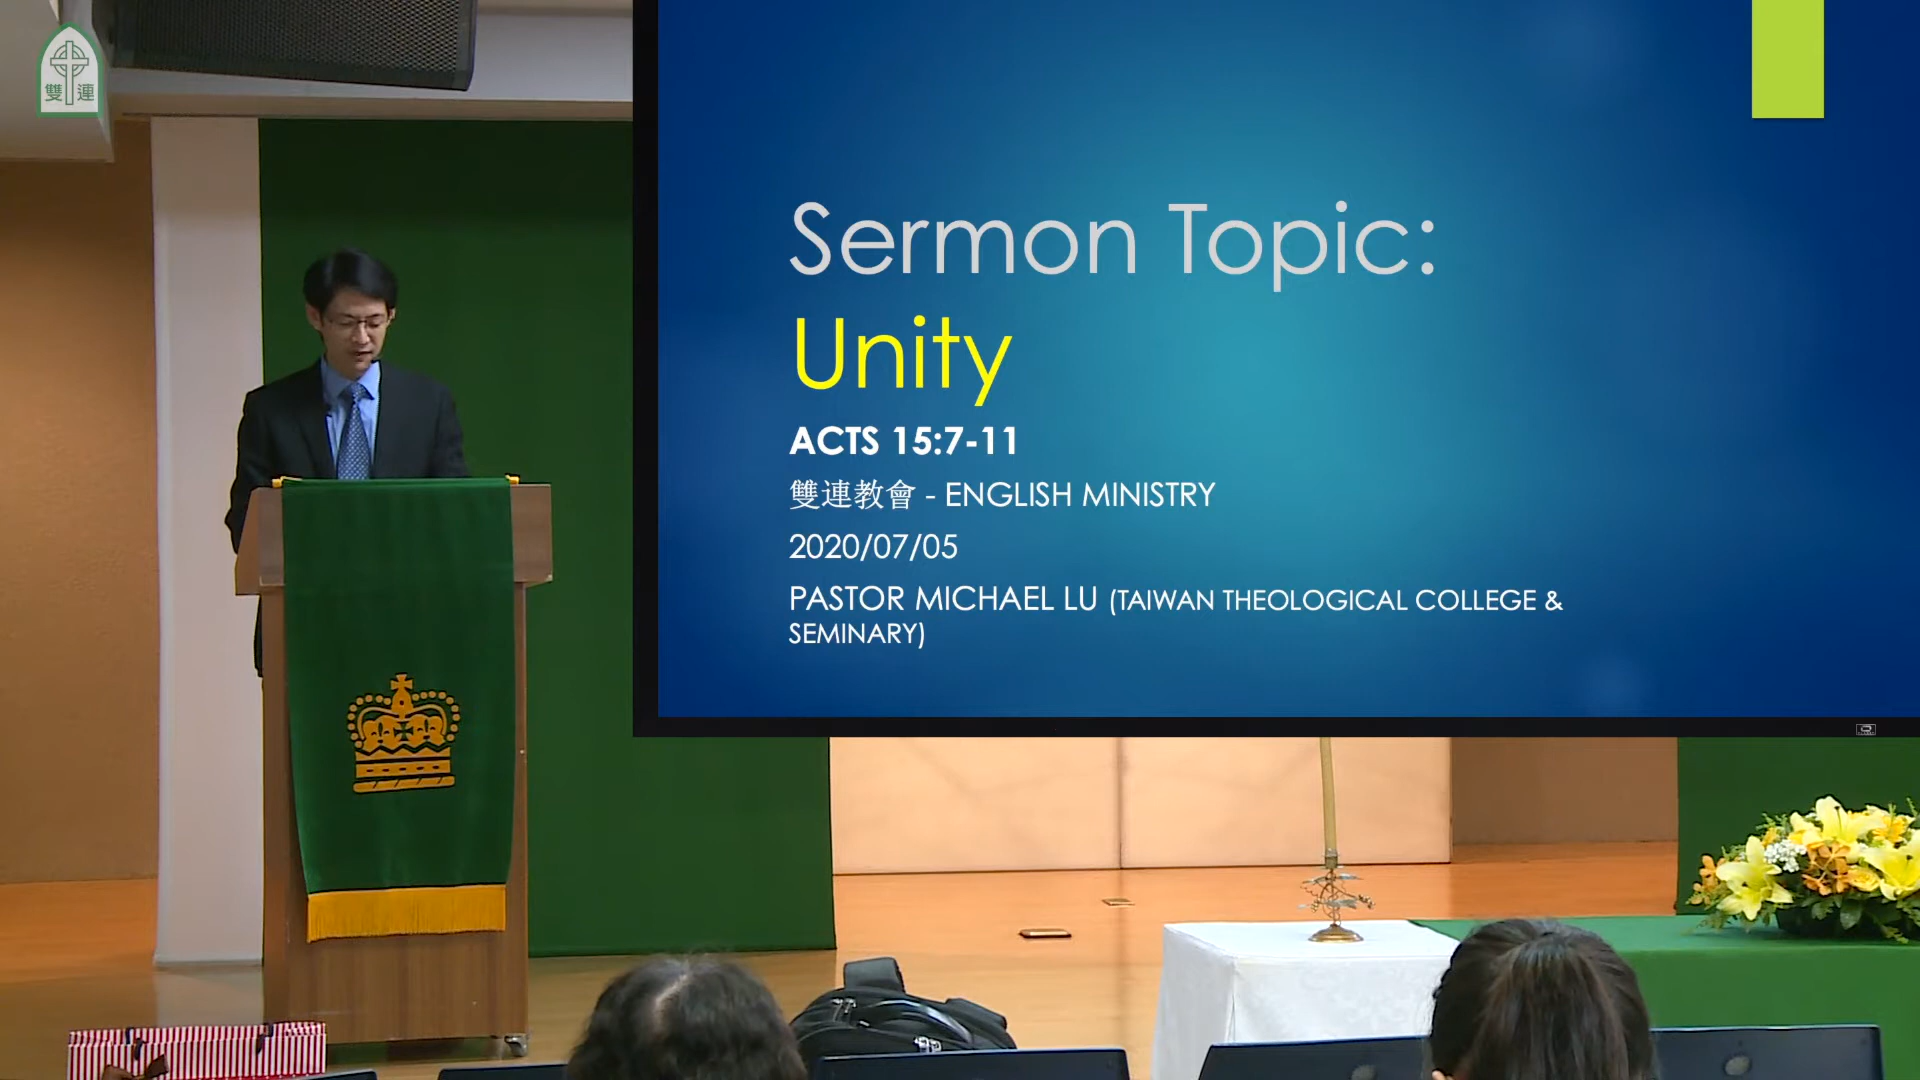 雙連
Sermon Topic:
Unity
ACTS 15:7-11
雙連教會 - ENGLISH MINISTRY
2020/07/05
PASTOR MICHAEL LU (TAIWAN THEOLOGICAL COLLEGE &
SEMINARY)